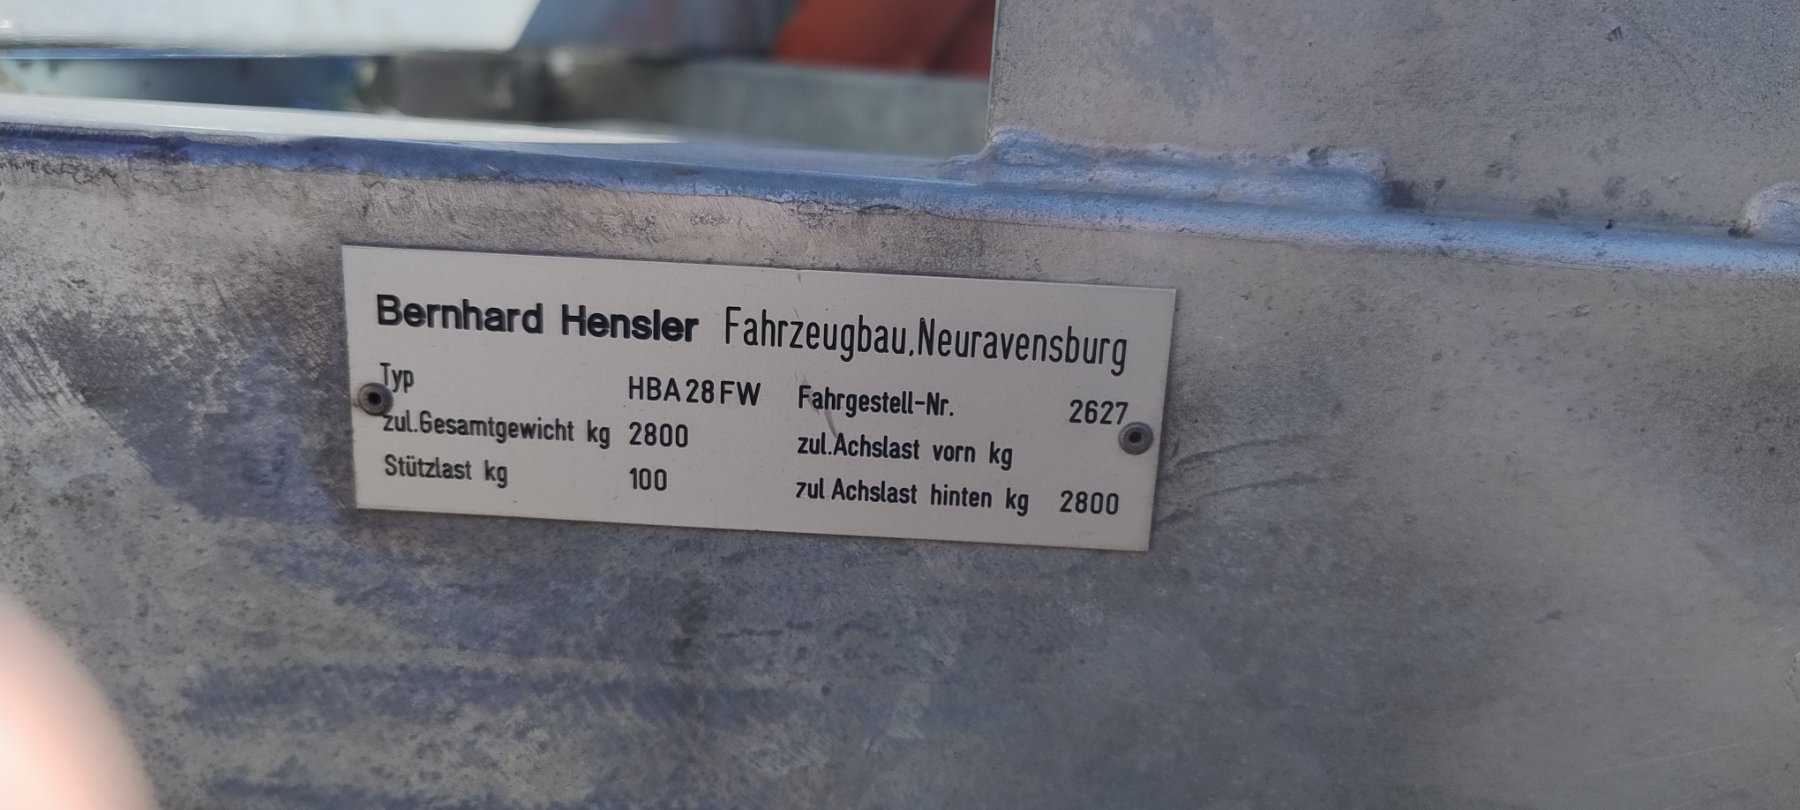 Bernhard Hensler Fahrzeugbau,Neuravensburg
Typ HBA 28 FW Fahrgestell-Nr. 2627
zul.Gesamtgewicht kg 2800 zul.Achslast vorn kg
Stützlast kg 100 zul Achslast hinten kg 2800